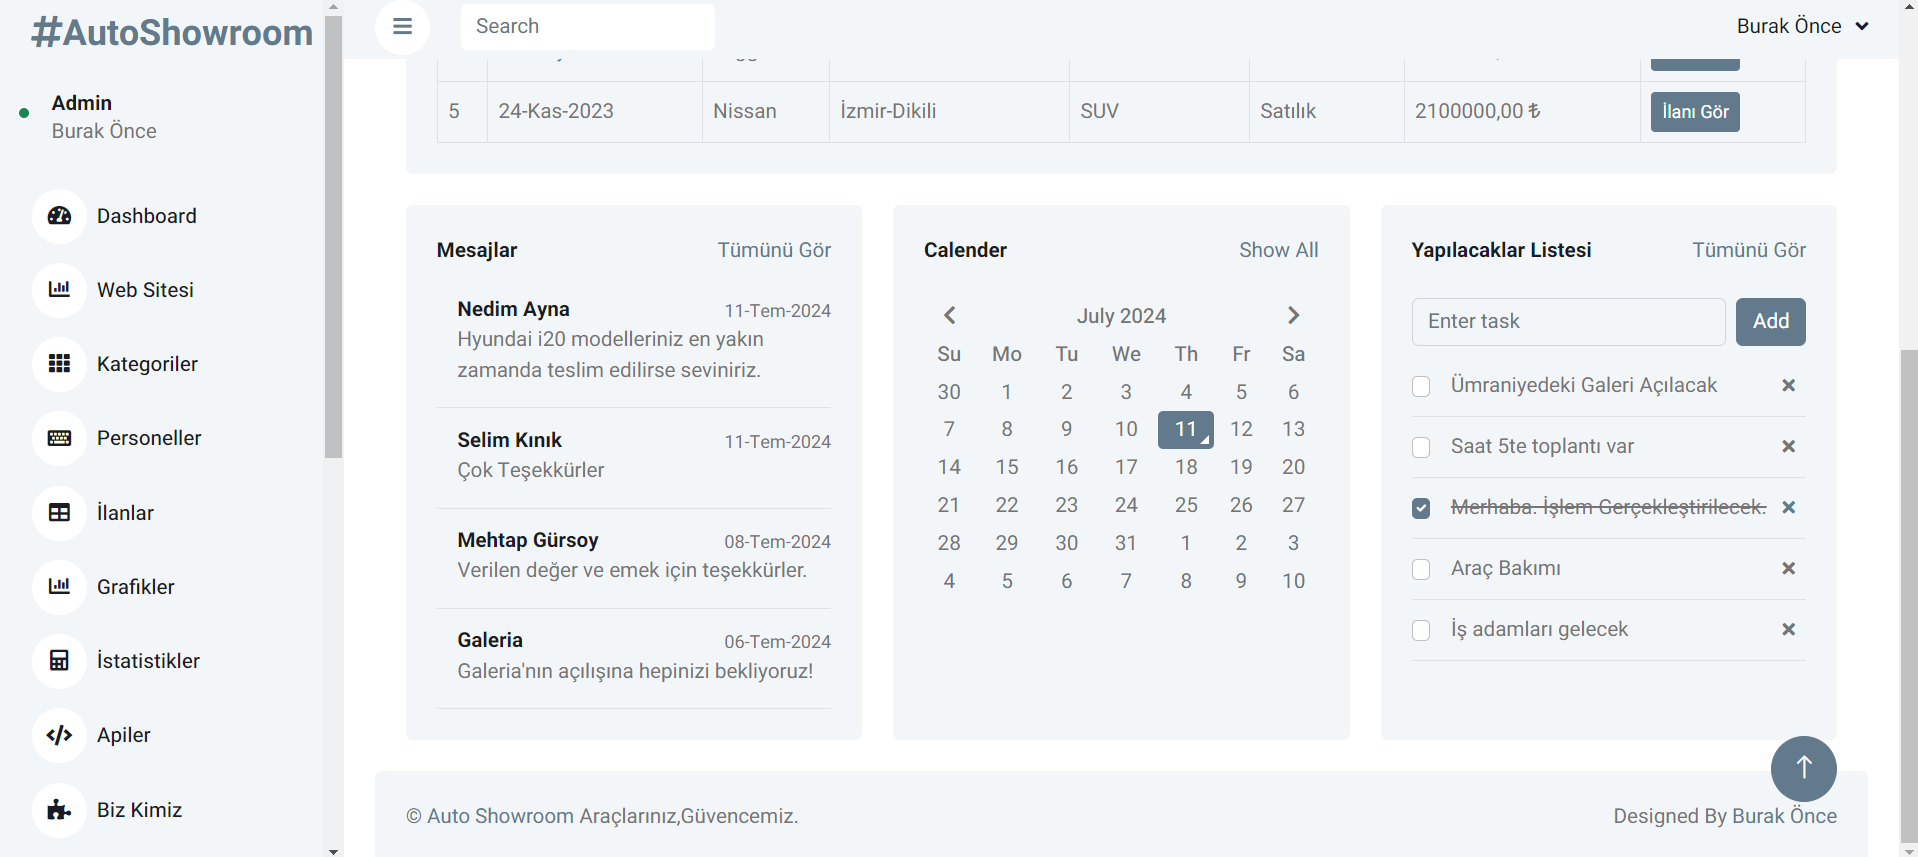 #AutoShowroom
Admin
Burak Önce
Dashboard
Web Sitesi
Kategoriler
Personeller
İlanlar
Grafikler
İstatistikler
Apiler
Biz Kimiz
Search
Burak Önce
5 24-Kas-2023 Nissan İzmir-Dikili SUV Satılık 2100000,00 ₺ İlanı Gör
Mesajlar Tümünü Gör
Nedim Ayna 11-Tem-2024
Hyundai i20 modelleriniz en yakın
zamanda teslim edilirse seviniriz.
Selim Kınık 11-Tem-2024
Çok Teşekkürler
Mehtap Gürsoy 08-Tem-2024
Verilen değer ve emek için teşekkürler.
Galeria 06-Tem-2024
Galeria'nın açılışına hepinizi bekliyoruz!
Calender Show All
July 2024
Su Mo Tu We Th Fr Sa
30 1 2 3 4 5 6
7 8 9 10 11 12 13
14 15 16 17 18 19 20
21 22 23 24 25 26 27
28 29 30 31 1 2 3
4 5 6 7 8 9 10
Yapılacaklar Listesi Tümünü Gör
Enter task Add
Ümraniyedeki Galeri Açılacak
Saat 5te toplantı var
Merhaba. İşlem Gerçekleştirilecek.
Araç Bakımı
İş adamları gelecek
© Auto Showroom Araçlarınız,Güvencemiz.
Designed By Burak Önce